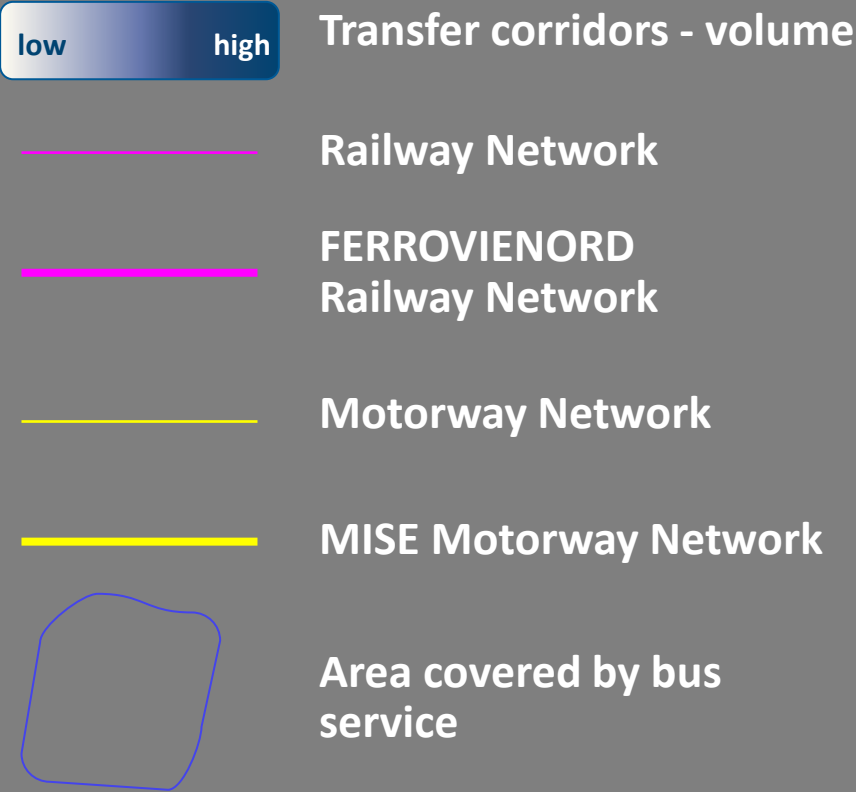 low high
Transfer corridors - volume
Railway Network
FERROVIENORD
Railway Network
Motorway Network
MISE Motorway Network
Area covered by bus
service